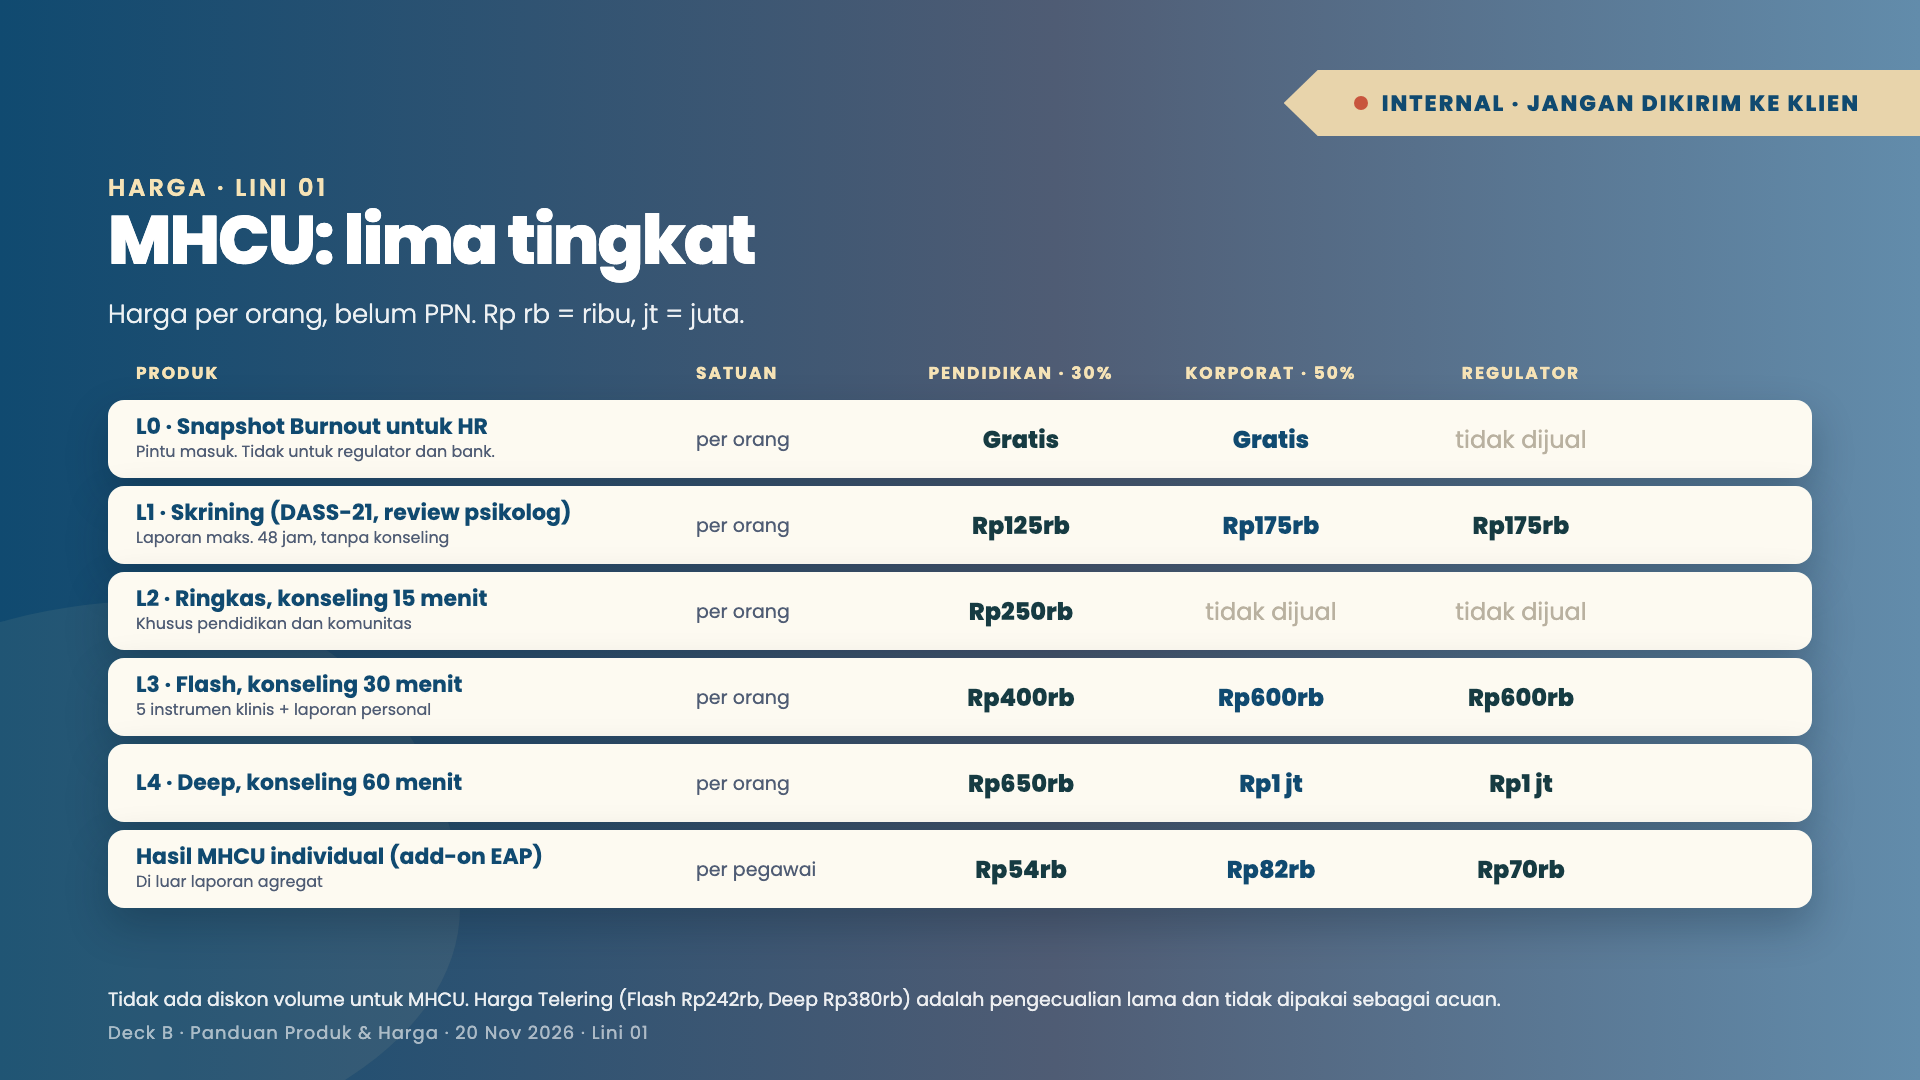 INTERNAL · JANGAN DIKIRIM KE KLIEN
HARGA · LINI 01
MHCU: lima tingkat
Harga per orang, belum PPN. Rp rb = ribu, jt = juta.
PRODUK SATUAN PENDIDIKAN · 30% KORPORAT · 50% REGULATOR
L0 · Snapshot Burnout untuk HR
Pintu masuk. Tidak untuk regulator dan bank.
per orang Gratis Gratis tidak dijual
L1 · Skrining (DASS-21, review psikolog)
Laporan maks. 48 jam, tanpa konseling
per orang Rp125rb Rp175rb Rp175rb
L2 · Ringkas, konseling 15 menit
Khusus pendidikan dan komunitas
per orang Rp250rb tidak dijual tidak dijual
L3 · Flash, konseling 30 menit
5 instrumen klinis + laporan personal
per orang Rp400rb Rp600rb Rp600rb
L4 · Deep, konseling 60 menit
per orang Rp650rb Rp1 jt Rp1 jt
Hasil MHCU individual (add-on EAP)
Di luar laporan agregat
per pegawai Rp54rb Rp82rb Rp70rb
Tidak ada diskon volume untuk MHCU. Harga Telering (Flash Rp242rb, Deep Rp380rb) adalah pengecualian lama dan tidak dipakai sebagai acuan.
Deck B · Panduan Produk & Harga · 20 Nov 2026 · Lini 01